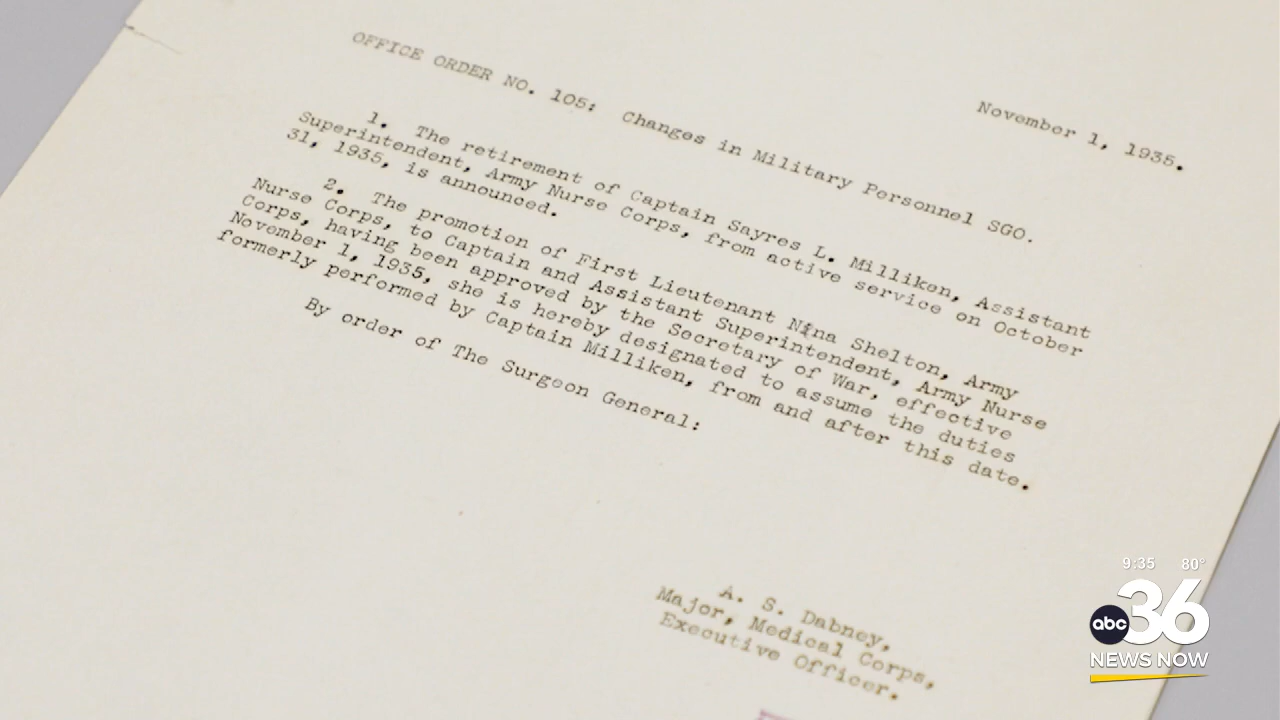 November 1, 1935.
OFFICE ORDER NO. 105:  Changes in Military Personnel SGO.
1.  The retirement of Captain Sayres L. Milliken, Assistant
Superintendent, Army Nurse Corps, from active service on October
31, 1935, is announced.
2.  The promotion of First Lieutenant Nina Shelton, Army
Nurse Corps, to Captain and Assistant Superintendent, Army Nurse
Corps, having been approved by the Secretary of War, effective
November 1, 1935, she is hereby designated to assume the duties
formerly performed by Captain Milliken, from and after this date.
By order of The Surgeon General:
A. S. Dabney,
Major, Medical Corps,
Executive Officer.
9:35 80°
abc 36
NEWS NOW